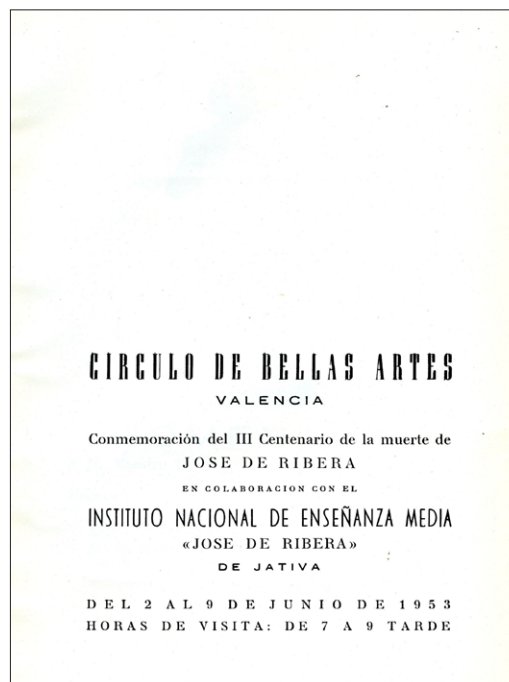 CIRCULO DE BELLAS ARTES
VALENCIA
Conmemoración del III Centenario de la muerte de
JOSE DE RIBERA
EN COLABORACION CON EL
INSTITUTO NACIONAL DE ENSEÑANZA MEDIA
«JOSE DE RIBERA»
DE JATIVA
DEL 2 AL 9 DE JUNIO DE 1953
HORAS DE VISITA: DE 7 A 9 TARDE